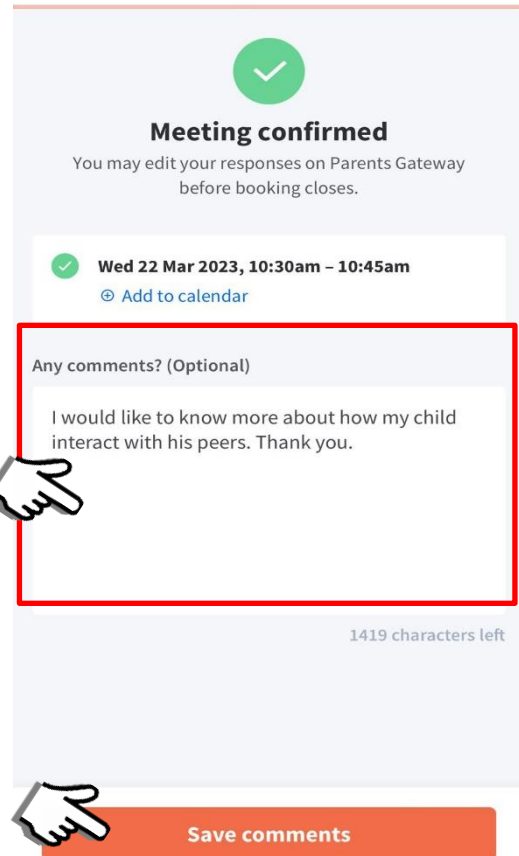 Meeting confirmed
You may edit your responses on Parents Gateway
before booking closes.
Wed 22 Mar 2023, 10:30am – 10:45am
⊕ Add to calendar
Any comments? (Optional)
I would like to know more about how my child
interact with his peers. Thank you.
1419 characters left
Save comments